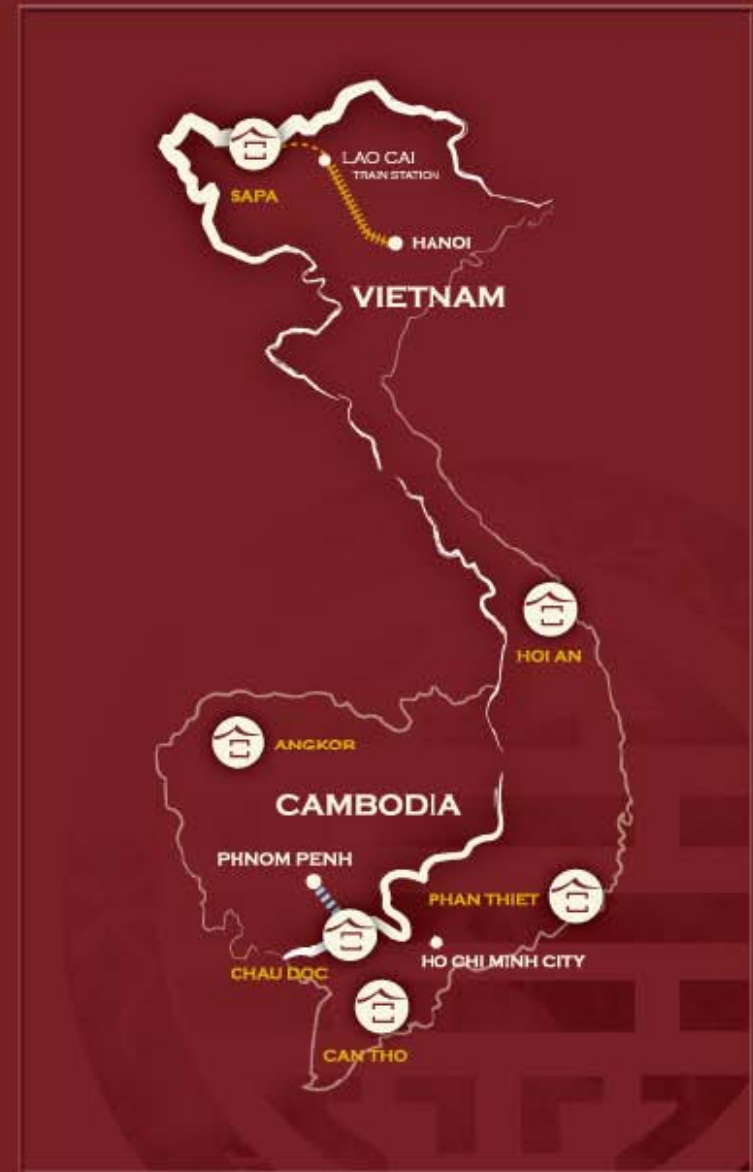 LAO CAI
TRAIN STATION
SAPA
HANOI
VIETNAM
HOI AN
ANGKOR
CAMBODIA
PHNOM PENH
PHAN THIET
CHAU DOC
HO CHI MINH CITY
CAN THO